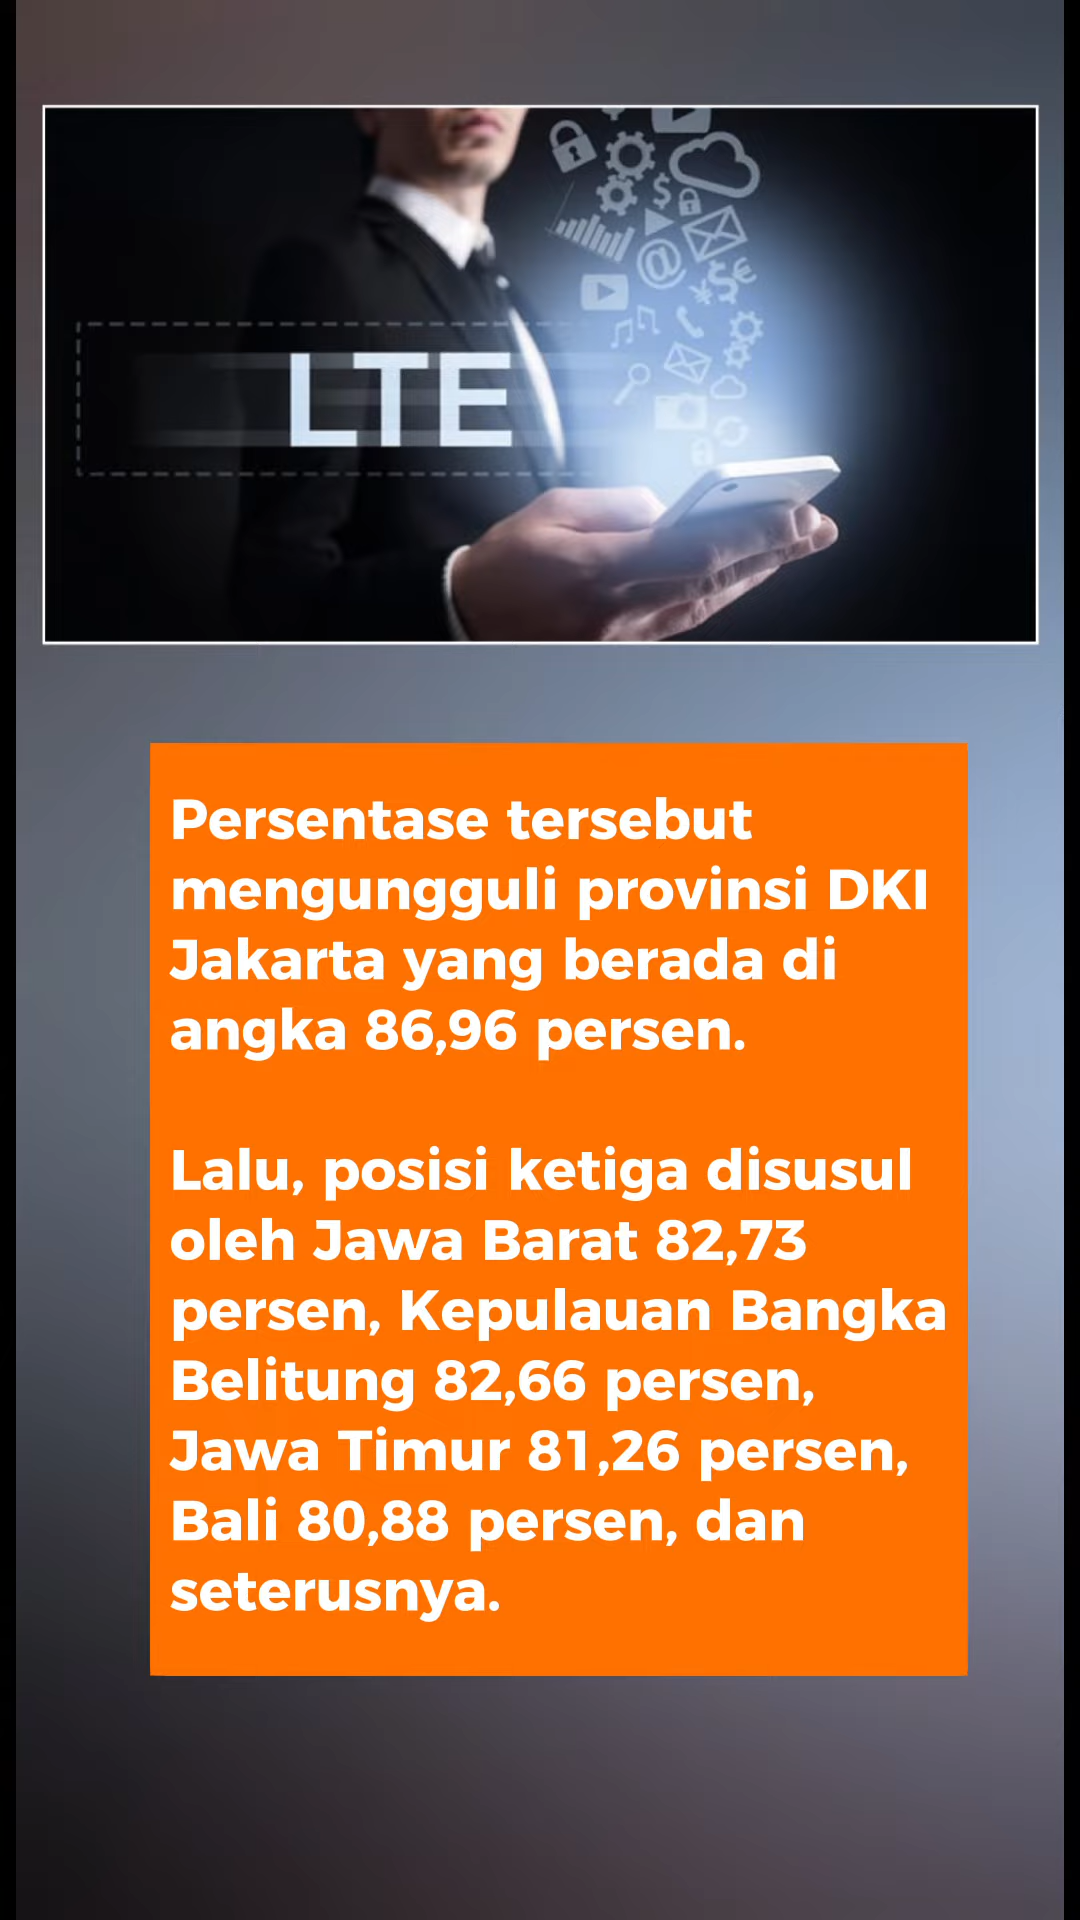 LTE
Persentase tersebut
mengungguli provinsi DKI
Jakarta yang berada di
angka 86,96 persen.
Lalu, posisi ketiga disusul
oleh Jawa Barat 82,73
persen, Kepulauan Bangka
Belitung 82,66 persen,
Jawa Timur 81,26 persen,
Bali 80,88 persen, dan
seterusnya.